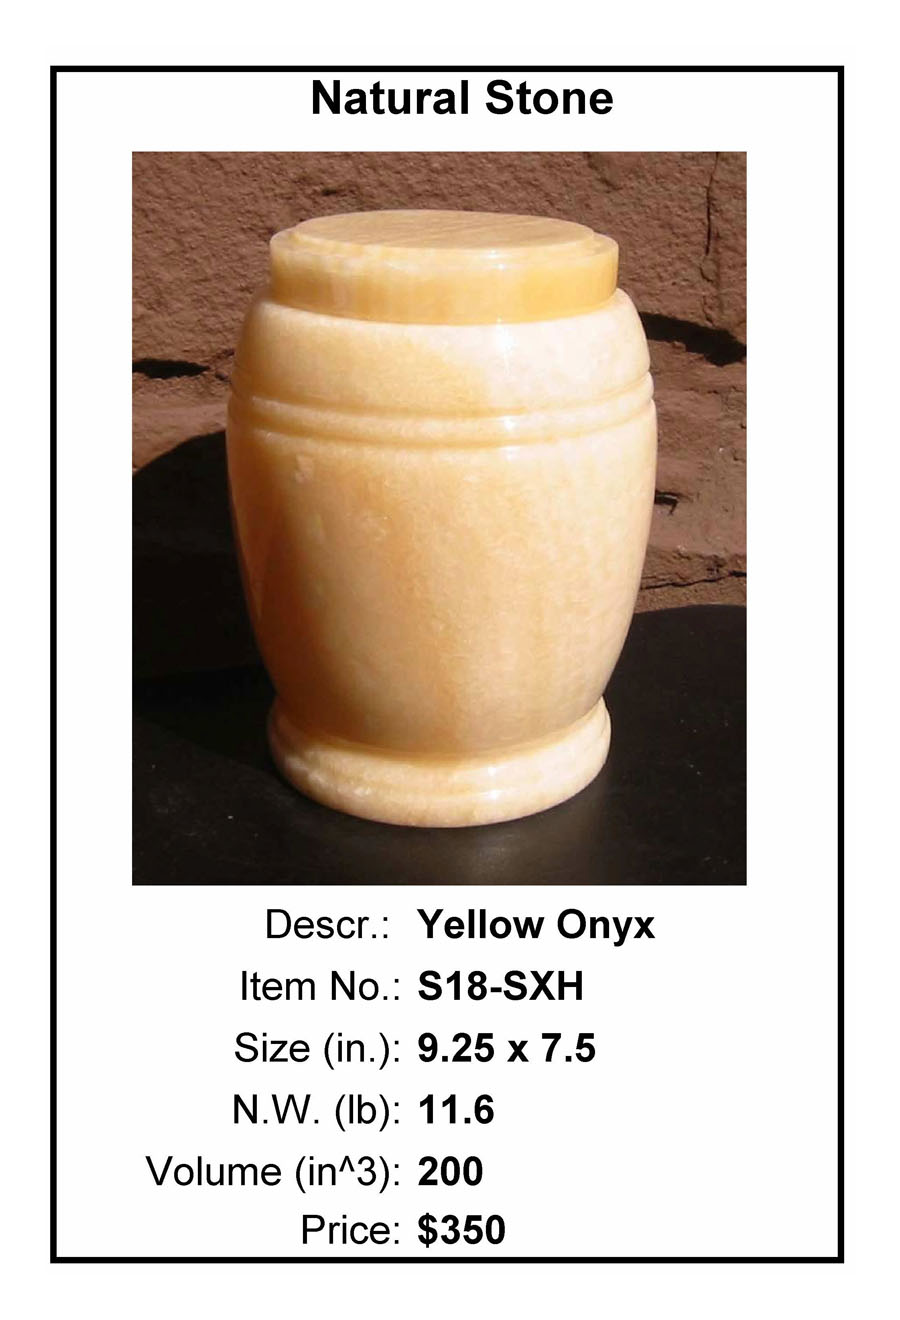 Natural Stone
Descr.: Yellow Onyx
Item No.: S18-SXH
Size (in.): 9.25 x 7.5
N.W. (lb): 11.6
Volume (in^3): 200
Price: $350